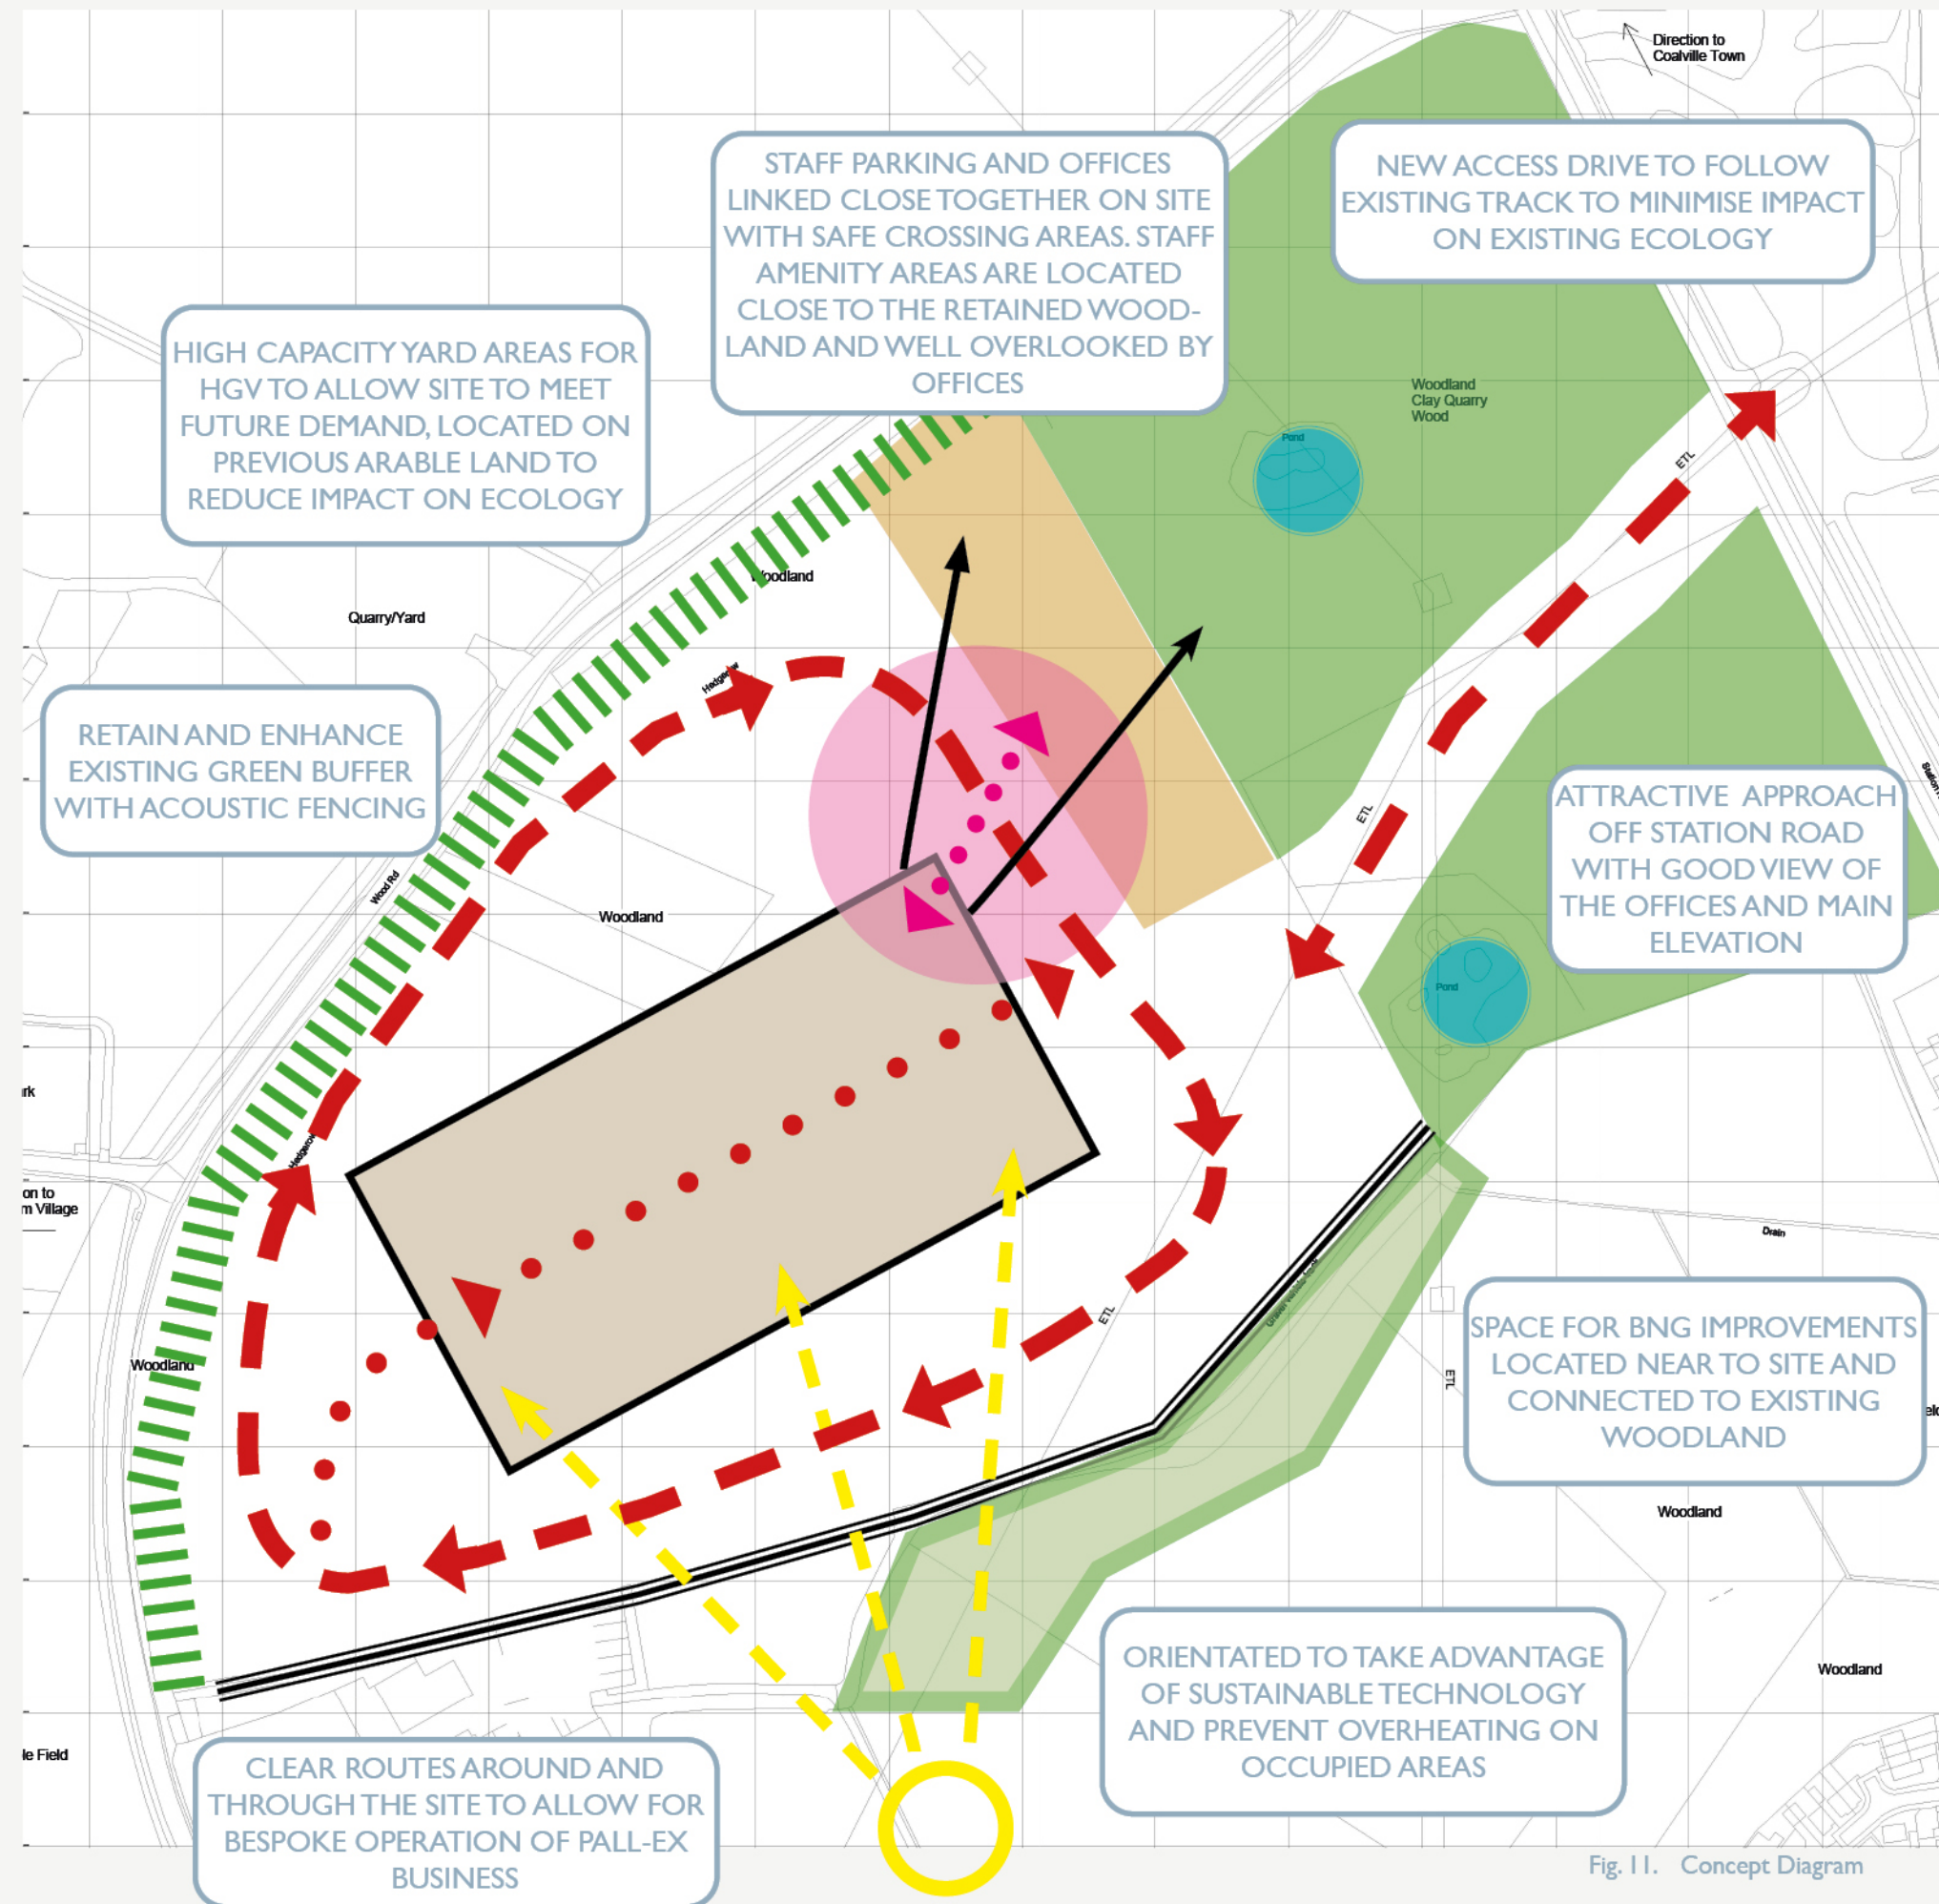 Direction to
Coalville Town
STAFF PARKING AND OFFICES
LINKED CLOSE TOGETHER ON SITE
WITH SAFE CROSSING AREAS. STAFF
AMENITY AREAS ARE LOCATED
CLOSE TO THE RETAINED WOOD-
LAND AND WELL OVERLOOKED BY
OFFICES
NEW ACCESS DRIVE TO FOLLOW
EXISTING TRACK TO MINIMISE IMPACT
ON EXISTING ECOLOGY
HIGH CAPACITY YARD AREAS FOR
HGV TO ALLOW SITE TO MEET
FUTURE DEMAND, LOCATED ON
PREVIOUS ARABLE LAND TO
REDUCE IMPACT ON ECOLOGY
Woodland
Clay Quarry
Wood
Pond
ETL
Woodland
Quarry/Yard
Hedgerow
RETAIN AND ENHANCE
EXISTING GREEN BUFFER
WITH ACOUSTIC FENCING
ETL
ATTRACTIVE APPROACH
OFF STATION ROAD
WITH GOOD VIEW OF
THE OFFICES AND MAIN
ELEVATION
Wood Rd
Woodland
Pond
rk
Hedgerow
on to
m Village
Drain
ETL
Woodland
ETL
SPACE FOR BNG IMPROVEMENTS
LOCATED NEAR TO SITE AND
CONNECTED TO EXISTING
WOODLAND
Woodland
ORIENTATED TO TAKE ADVANTAGE
OF SUSTAINABLE TECHNOLOGY
AND PREVENT OVERHEATING ON
OCCUPIED AREAS
Woodland
le Field
CLEAR ROUTES AROUND AND
THROUGH THE SITE TO ALLOW FOR
BESPOKE OPERATION OF PALL-EX
BUSINESS
Fig. 11. Concept Diagram